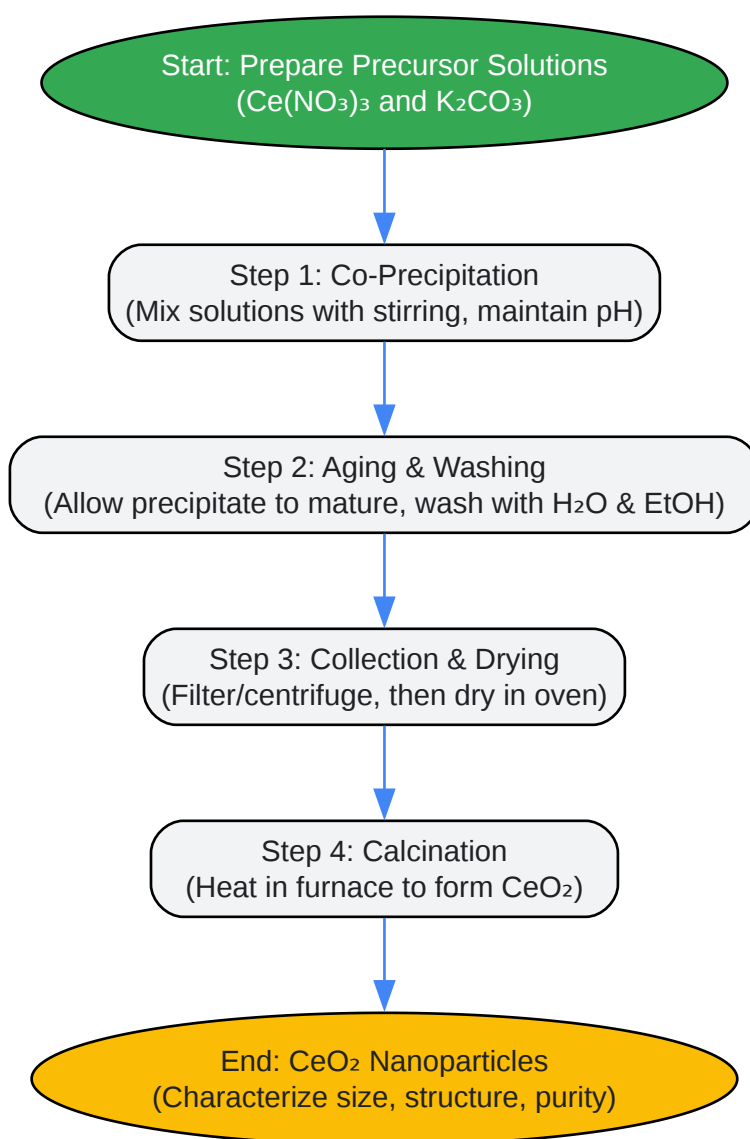 Start: Prepare Precursor Solutions
(Ce(NO₃)₃ and K₂CO₃)
Step 1: Co-Precipitation
(Mix solutions with stirring, maintain pH)
Step 2: Aging & Washing
(Allow precipitate to mature, wash with H₂O & EtOH)
Step 3: Collection & Drying
(Filter/centrifuge, then dry in oven)
Step 4: Calcination
(Heat in furnace to form CeO₂)
End: CeO₂ Nanoparticles
(Characterize size, structure, purity)